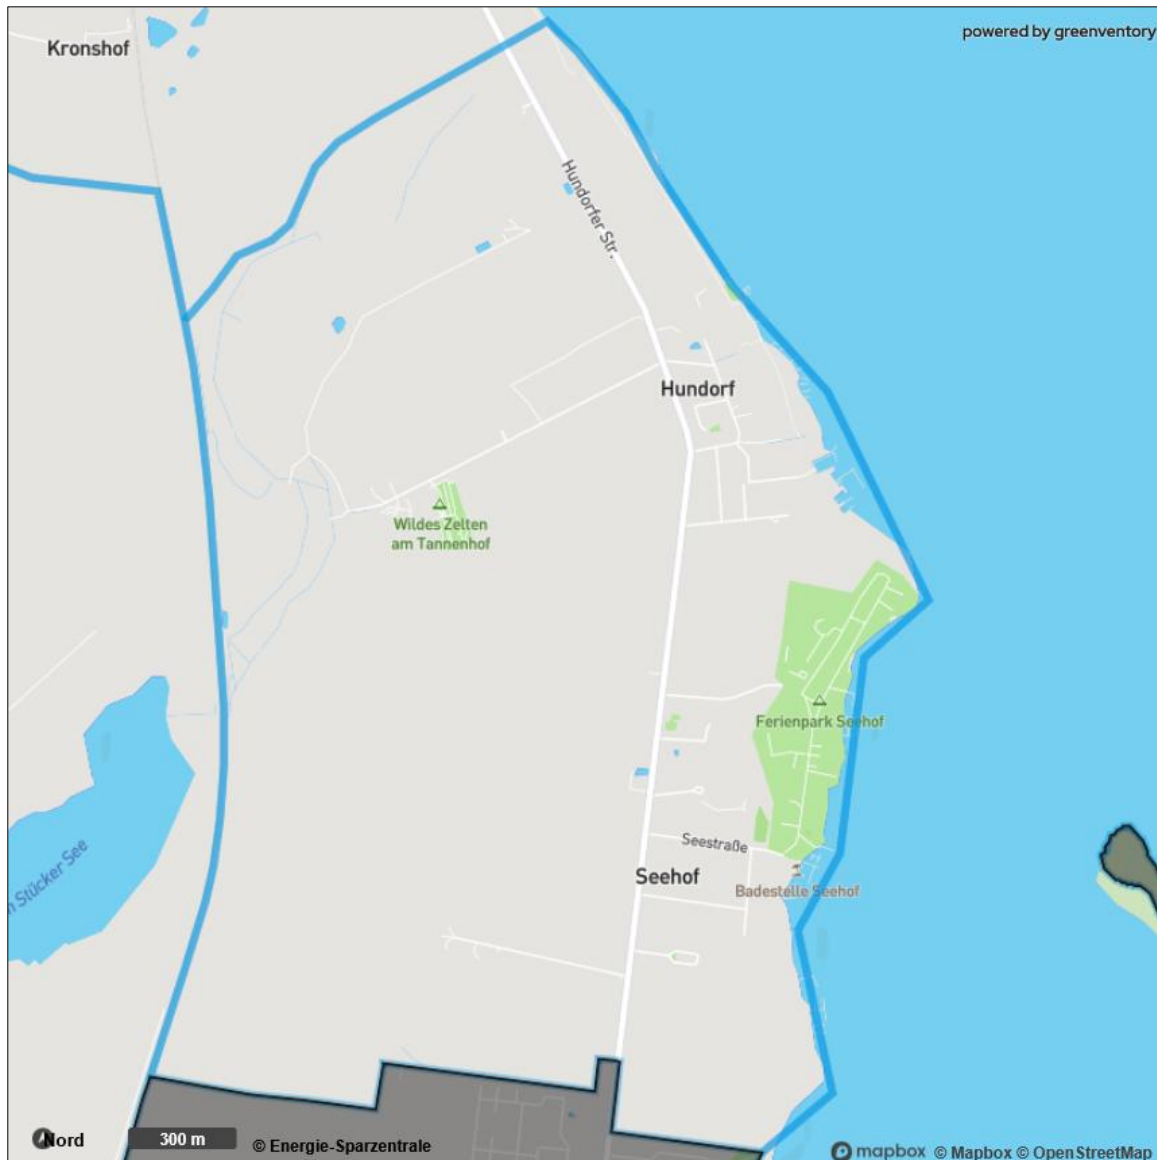 powered by greenventory
Kronshof
Hundorfer Str.
Hundorf
Wildes Zelten
am Tannenhof
Ferienpark Seehof
Seestraße
Seehof
Badestelle Seehof
Stücker See
Nord
300 m
© Energie-Sparzentrale
mapbox © Mapbox © OpenStreetMap